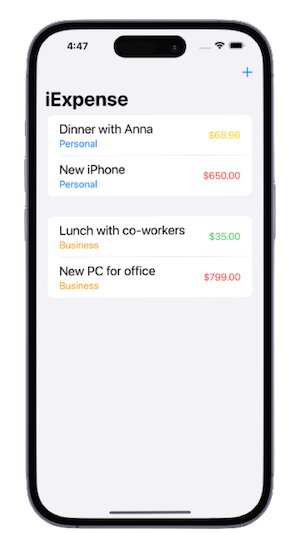 4:47
+
iExpense
Dinner with Anna
Personal
$68.96
New iPhone
Personal
$650.00
Lunch with co-workers
Business
$35.00
New PC for office
Business
$799.00